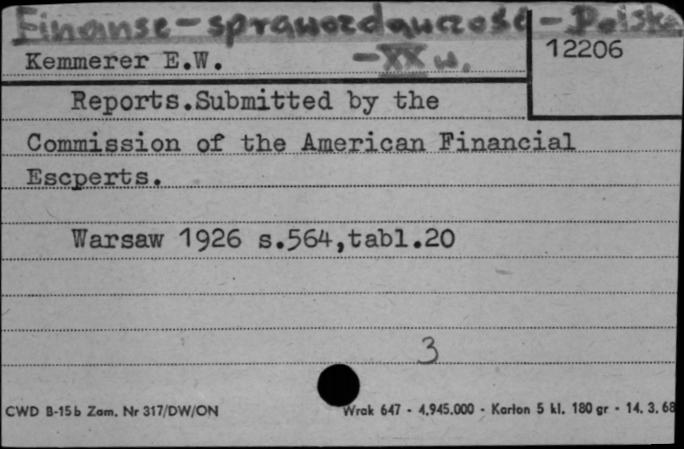 Finanse - sprawozdawczość - Polska
- XX w.
Kemmerer E.W.
12206
Reports.Submitted by the
Commission of the American Financial
Escperts.
Warsaw 1926 s.564,tabl.20
3
CWD B-15b Zam. Nr 317/DW/ON
Wrak 647 - 4.945.000 - Karton 5 kl. 180 gr - 14. 3. 68